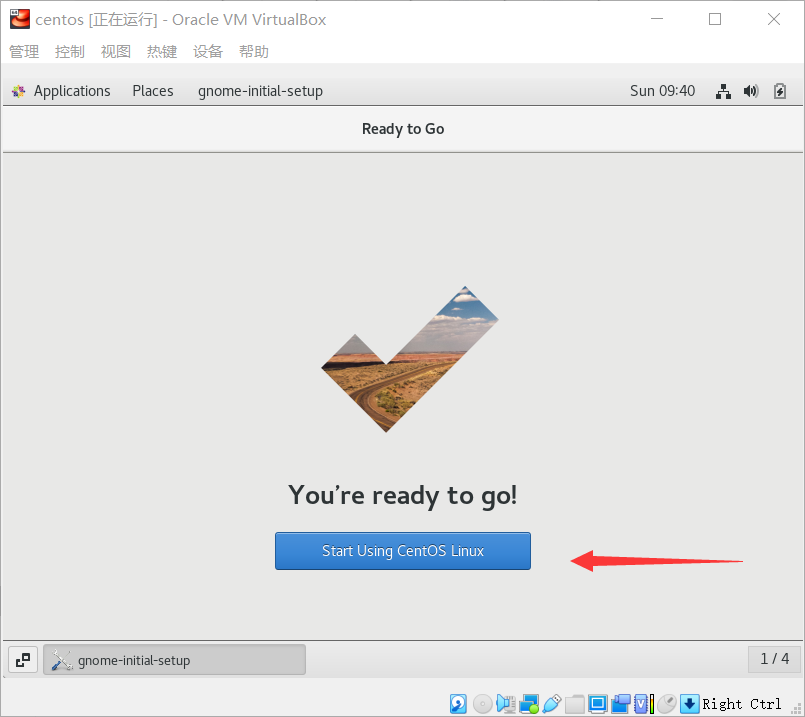 centos [正在运行] - Oracle VM VirtualBox
管理 控制 视图 热键 设备 帮助
Applications Places gnome-initial-setup Sun 09:40
Ready to Go
You're ready to go!
Start Using CentOS Linux
gnome-initial-setup 1 / 4
Right Ctrl